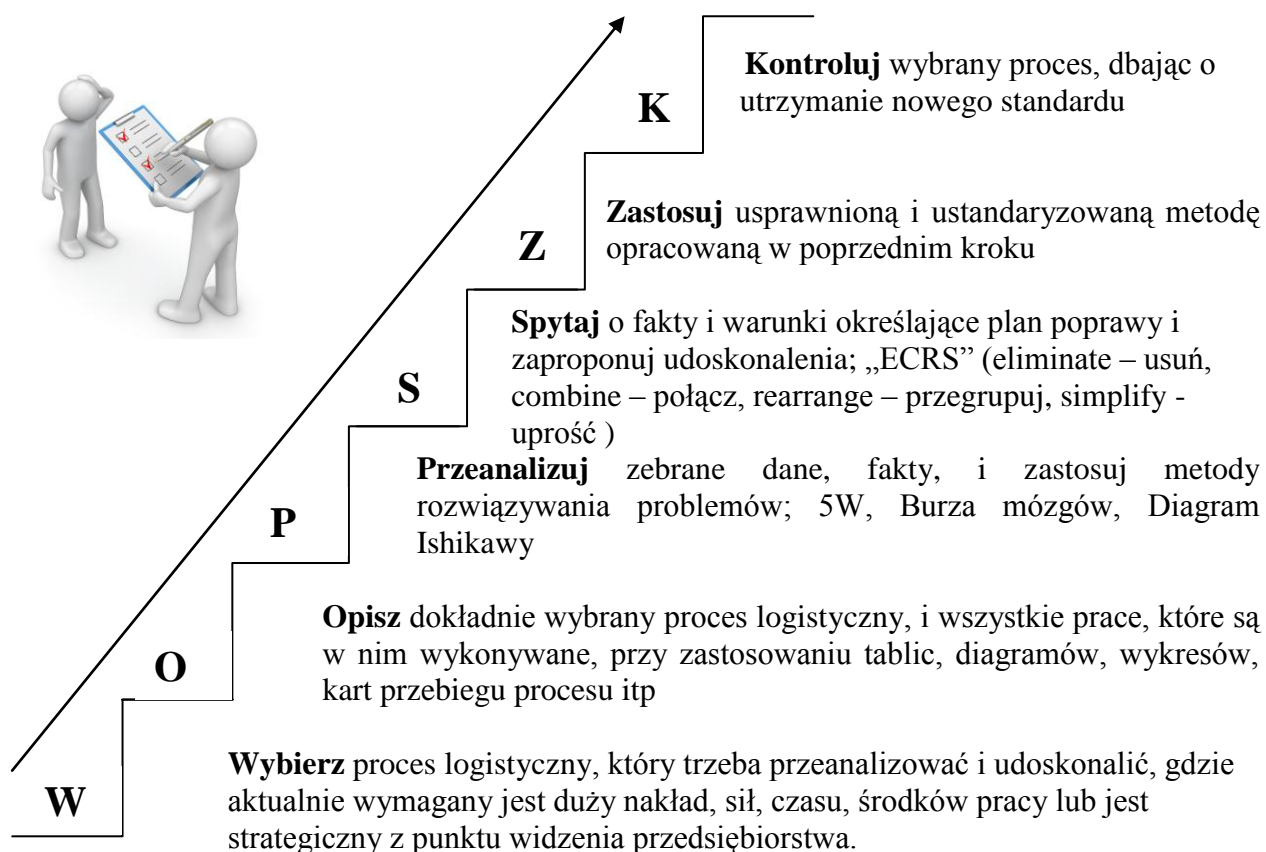 K
Kontroluj wybrany proces, dbając o
utrzymanie nowego standardu
Z
Zastosuj usprawnioną i ustandaryzowaną metodę
opracowaną w poprzednim kroku
S
Spytaj o fakty i warunki określające plan poprawy i
zaproponuj udoskonalenia; „ECRS” (eliminate – usuń,
combine – połącz, rearrange – przegrupuj, simplify -
uprość )
P
Przeanalizuj zebrane dane, fakty, i zastosuj metody
rozwiązywania problemów; 5W, Burza mózgów, Diagram
Ishikawy
O
Opisz dokładnie wybrany proces logistyczny, i wszystkie prace, które są
w nim wykonywane, przy zastosowaniu tablic, diagramów, wykresów,
kart przebiegu procesu itp
W
Wybierz proces logistyczny, który trzeba przeanalizować i udoskonalić, gdzie
aktualnie wymagany jest duży nakład, sił, czasu, środków pracy lub jest
strategiczny z punktu widzenia przedsiębiorstwa.